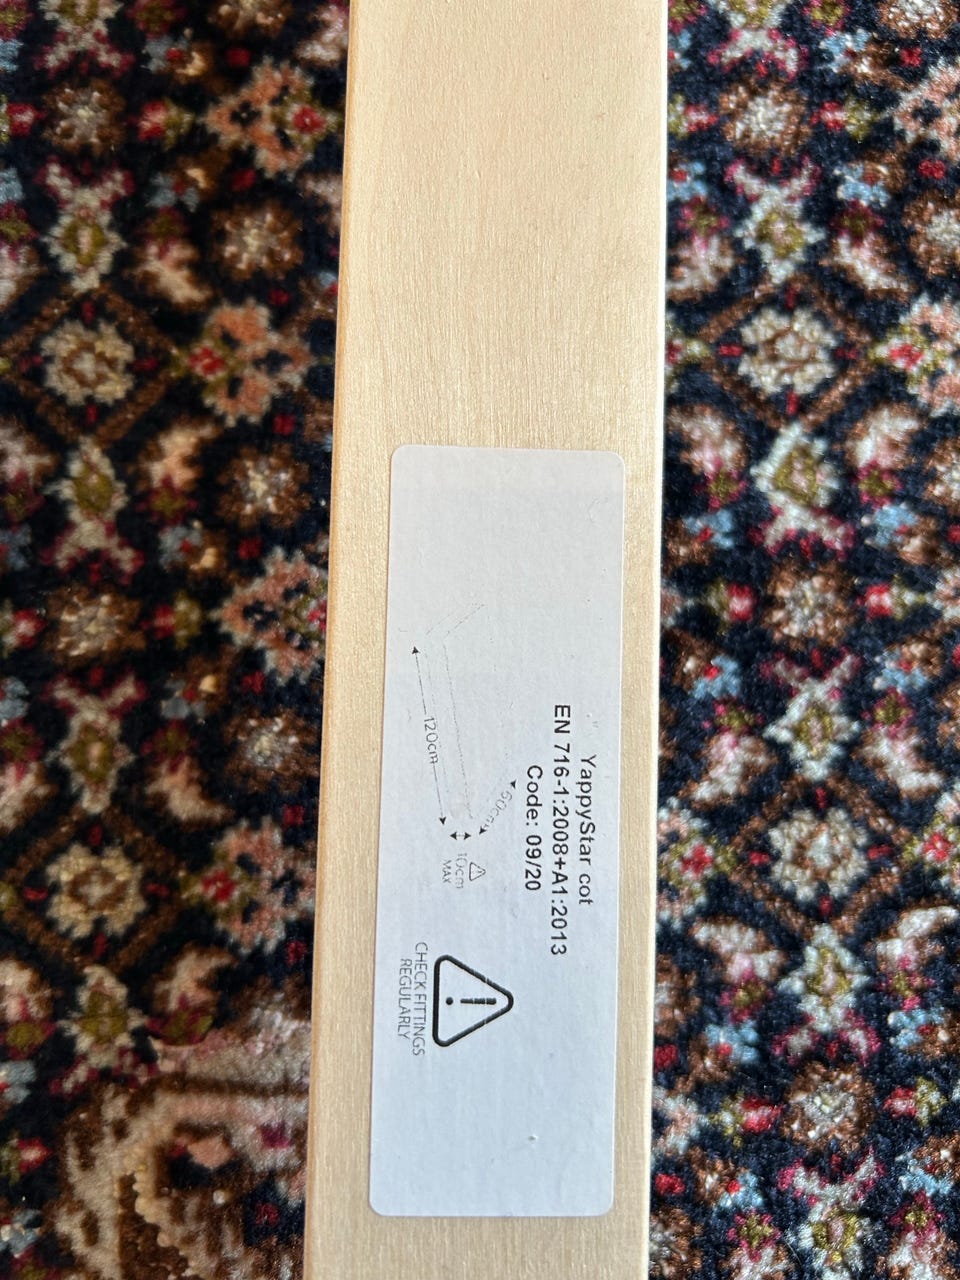 YappyStar cot
EN 716-1:2008+A1:2013
Code: 09/20
120cm
60cm
10cm
MAX
CHECK FITTINGS
REGULARLY